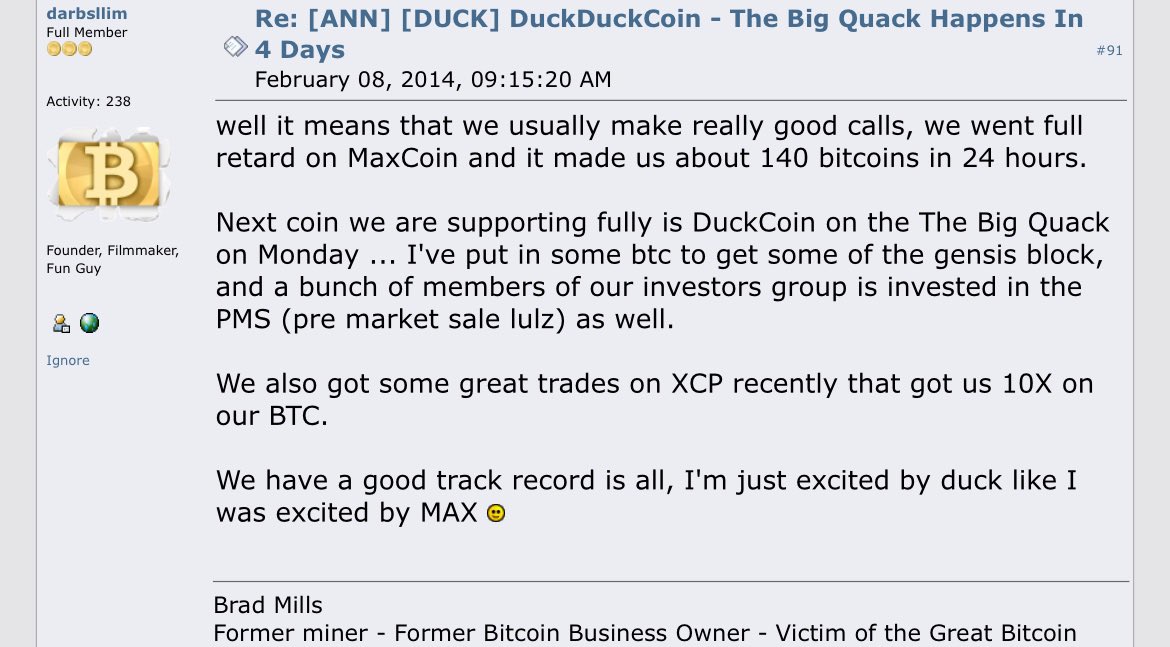 darbsllim
Full Member
Activity: 238
Founder, Filmmaker,
Fun Guy
Ignore
Re: [ANN] [DUCK] DuckDuckCoin - The Big Quack Happens In
4 Days
#91
February 08, 2014, 09:15:20 AM
well it means that we usually make really good calls, we went full
retard on MaxCoin and it made us about 140 bitcoins in 24 hours.
Next coin we are supporting fully is DuckCoin on the The Big Quack
on Monday ... I've put in some btc to get some of the gensis block,
and a bunch of members of our investors group is invested in the
PMS (pre market sale lulz) as well.
We also got some great trades on XCP recently that got us 10X on
our BTC.
We have a good track record is all, I'm just excited by duck like I
was excited by MAX
Brad Mills
Former miner - Former Bitcoin Business Owner - Victim of the Great Bitcoin